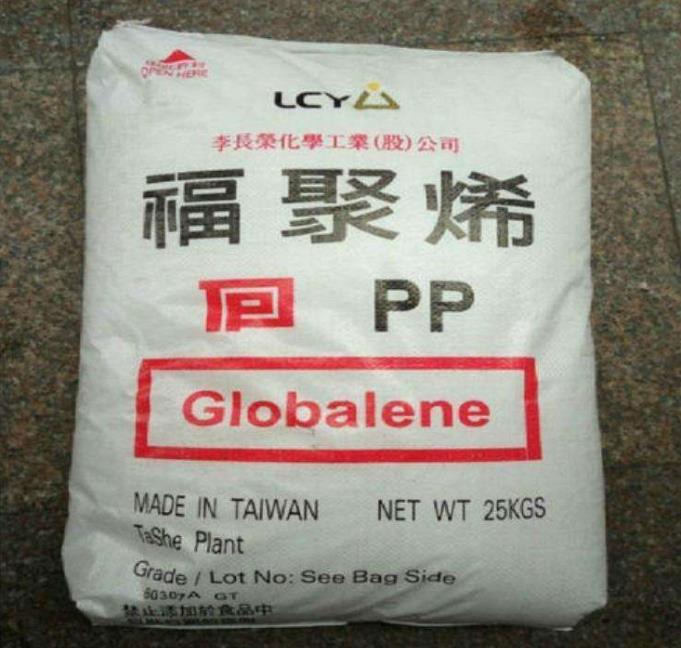 OPEN HERE
LCY
李長榮化學工業(股)公司
福聚烯
PP
Globalene
MADE IN TAIWAN NET WT 25KGS
TaShe Plant
Grade / Lot No: See Bag Side
60307A GT
禁止添加於食品中